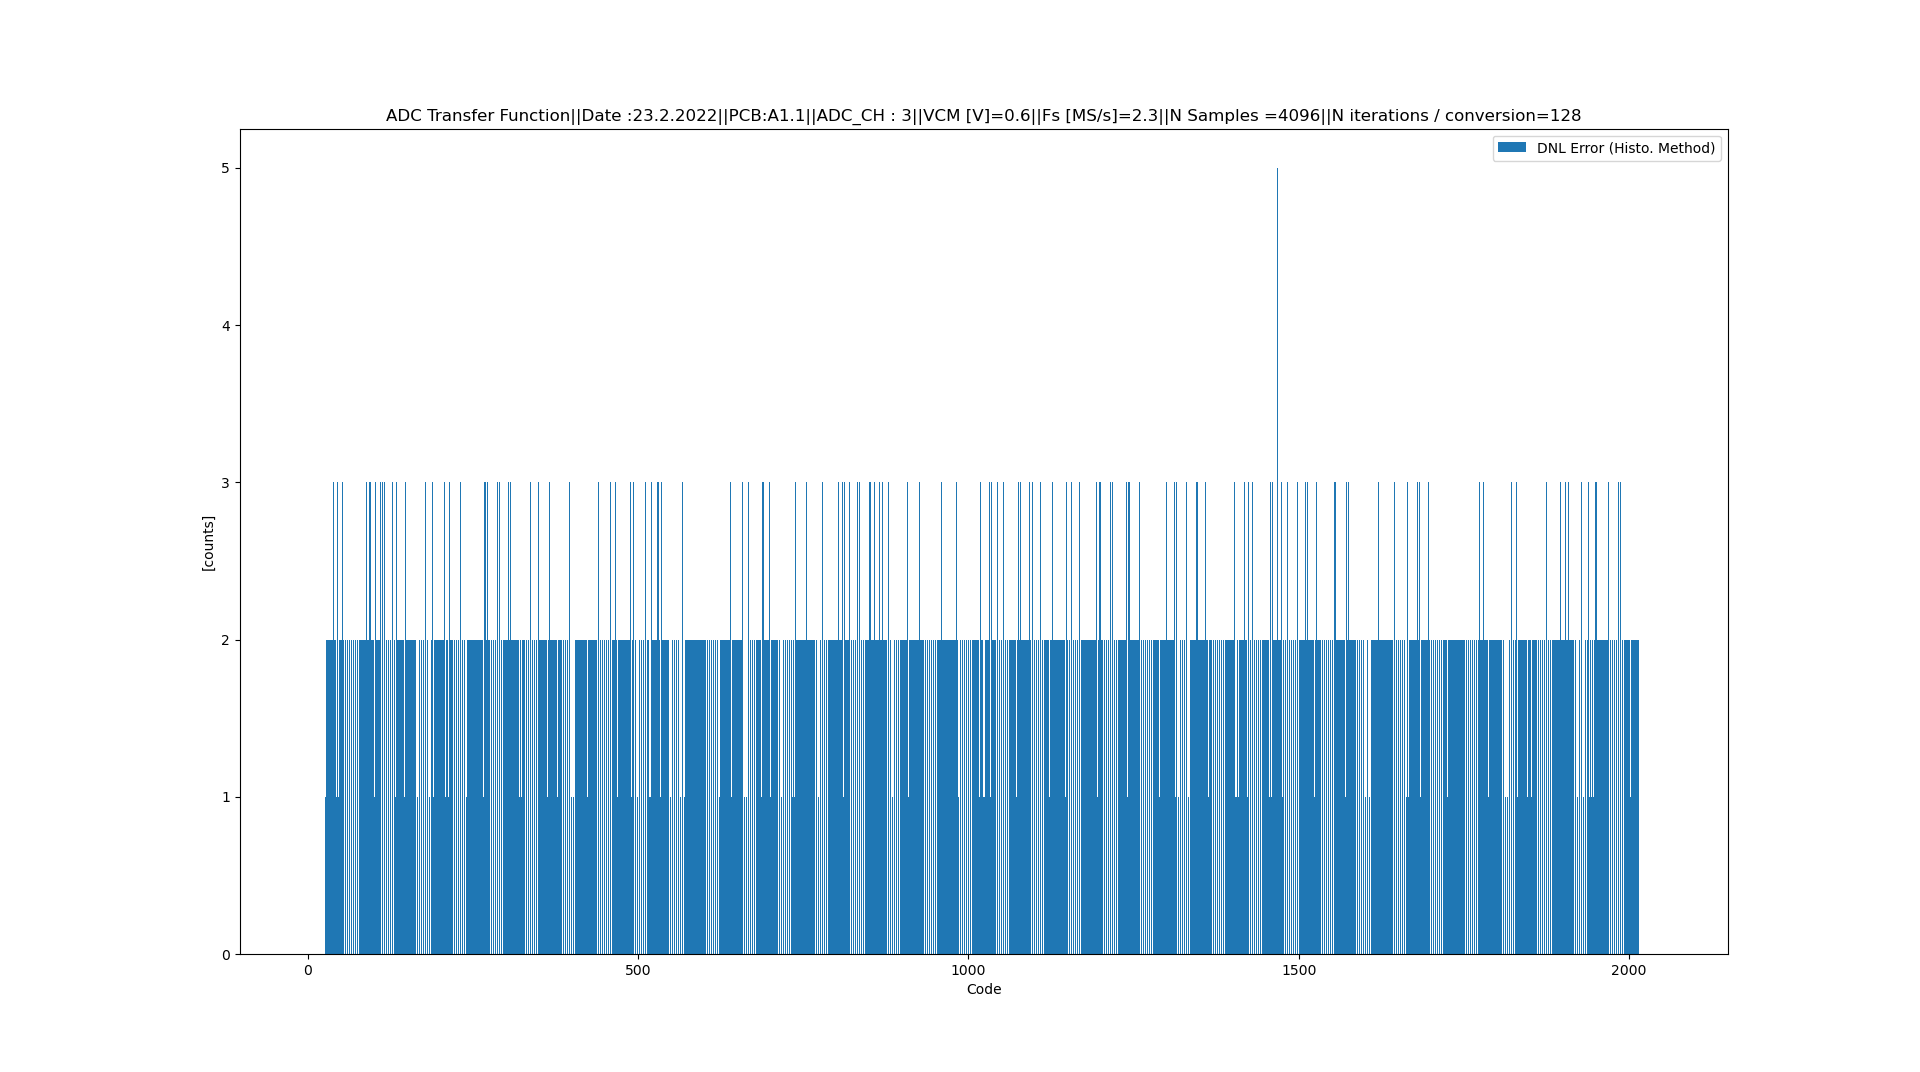 ADC Transfer Function||Date :23.2.2022||PCB:A1.1||ADC_CH : 3||VCM [V]=0.6||Fs [MS/s]=2.3||N Samples =4096||N iterations / conversion=128
DNL Error (Histo. Method)
5
4
3
2
1
0
[counts]
0 500 1000 1500 2000
Code